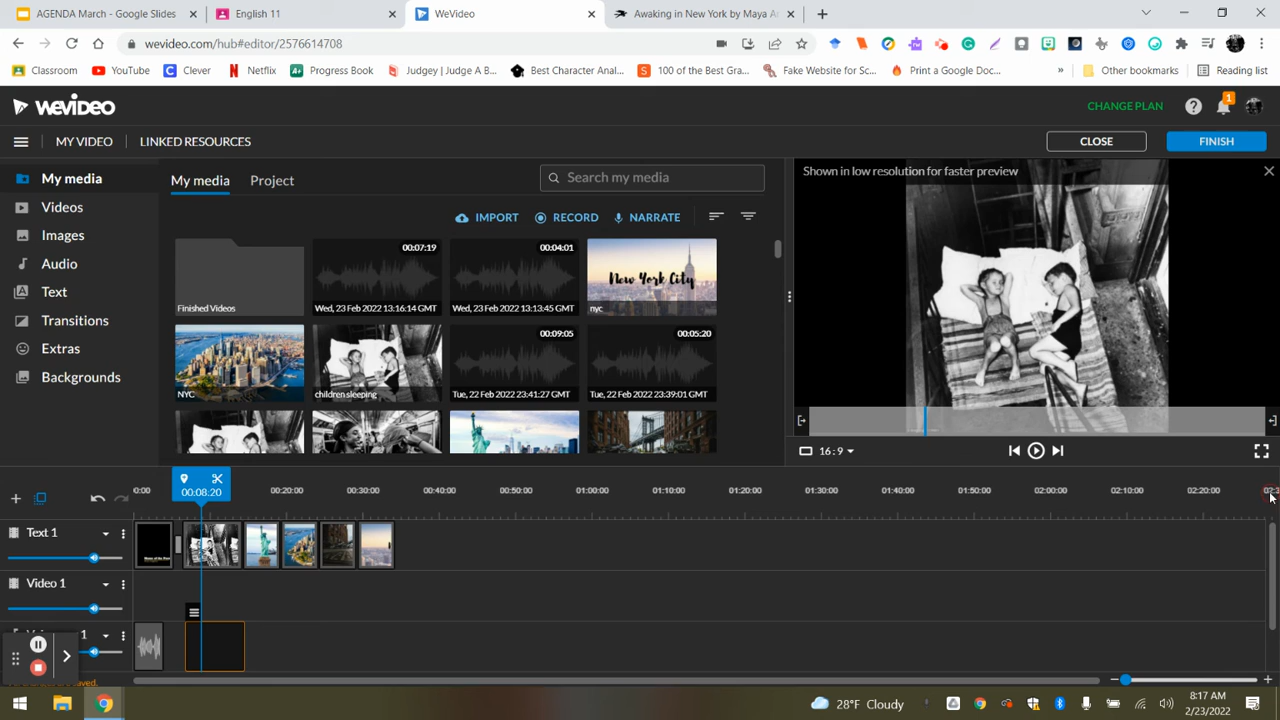 AGENDA March - Google Slides
English 11
WeVideo
Awaking in New York by Maya A
wevideo.com/hub#editor/2576614708
Classroom
YouTube
Clever
Netflix
Progress Book
Judgey | Judge A B...
Best Character Anal...
100 of the Best Gra...
Fake Website for Sc...
Print a Google Doc...
»
Other bookmarks
Reading list
WEVIDEO
CHANGE PLAN
1
MY VIDEO
LINKED RESOURCES
CLOSE
FINISH
My media
Videos
Images
Audio
Text
Transitions
Extras
Backgrounds
My media
Project
Search my media
IMPORT
RECORD
NARRATE
Finished Videos
00:07:19
Wed, 23 Feb 2022 13:16:14 GMT
00:04:01
Wed, 23 Feb 2022 13:13:45 GMT
New York City
nyc
NYC
children sleeping
00:09:05
Tue, 22 Feb 2022 23:41:27 GMT
00:05:20
Tue, 22 Feb 2022 23:39:01 GMT
Shown in low resolution for faster preview
16:9
00:08:20
0:00
00:20:00
00:30:00
00:40:00
00:50:00
01:00:00
01:10:00
01:20:00
01:30:00
01:40:00
01:50:00
02:00:00
02:10:00
02:20:00
Text 1
Video 1
1
saved.
28°F Cloudy
8:17 AM
2/23/2022